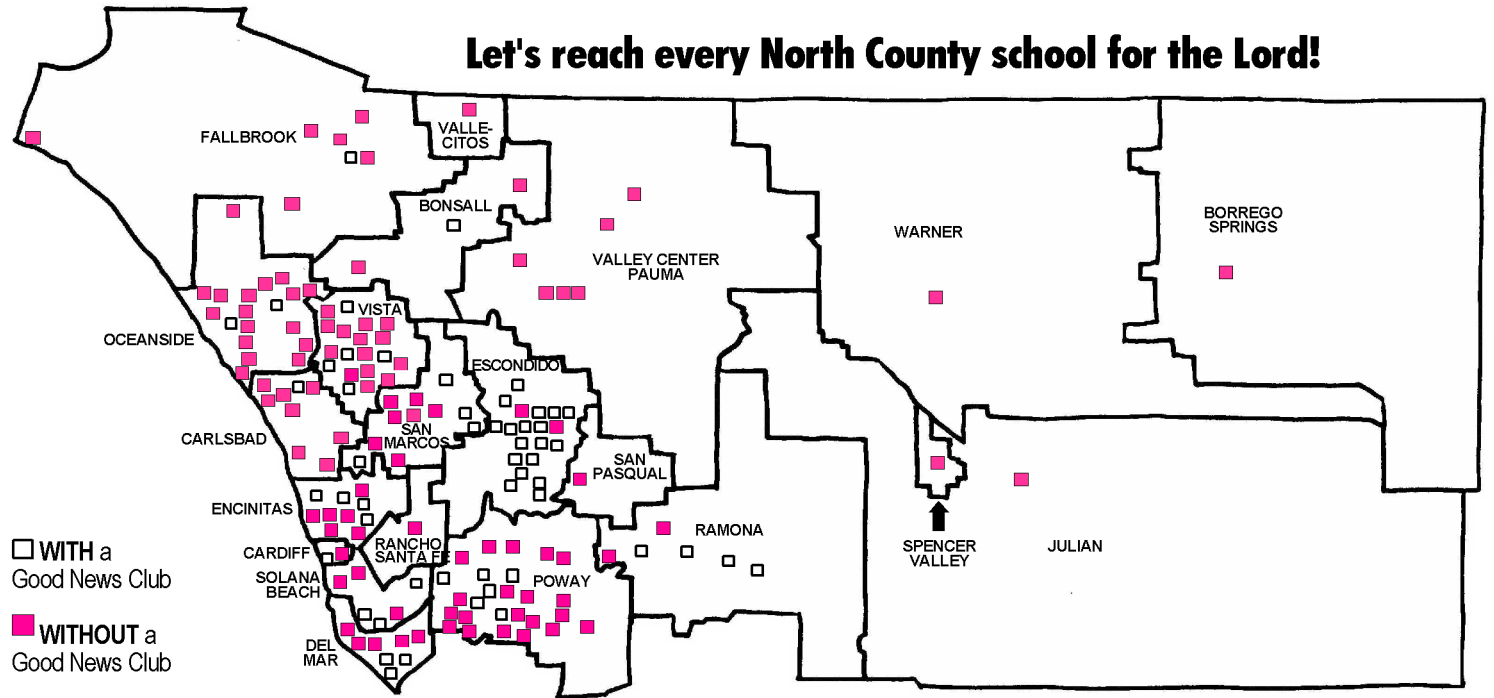 Let's reach every North County school for the Lord!
FALLBROOK
VALLE-
CITOS
BONSALL
VALLEY CENTER
PAUMA
WARNER
BORREGO
SPRINGS
OCEANSIDE
VISTA
ESCONDIDO
CARLSBAD
SAN
MARCOS
SAN
PASQUAL
ENCINITAS
RAMONA
CARDIFF
RANCHO
SANTA FE
SPENCER
VALLEY
JULIAN
SOLANA
BEACH
POWAY
DEL
MAR
WITH a
Good News Club
WITHOUT a
Good News Club